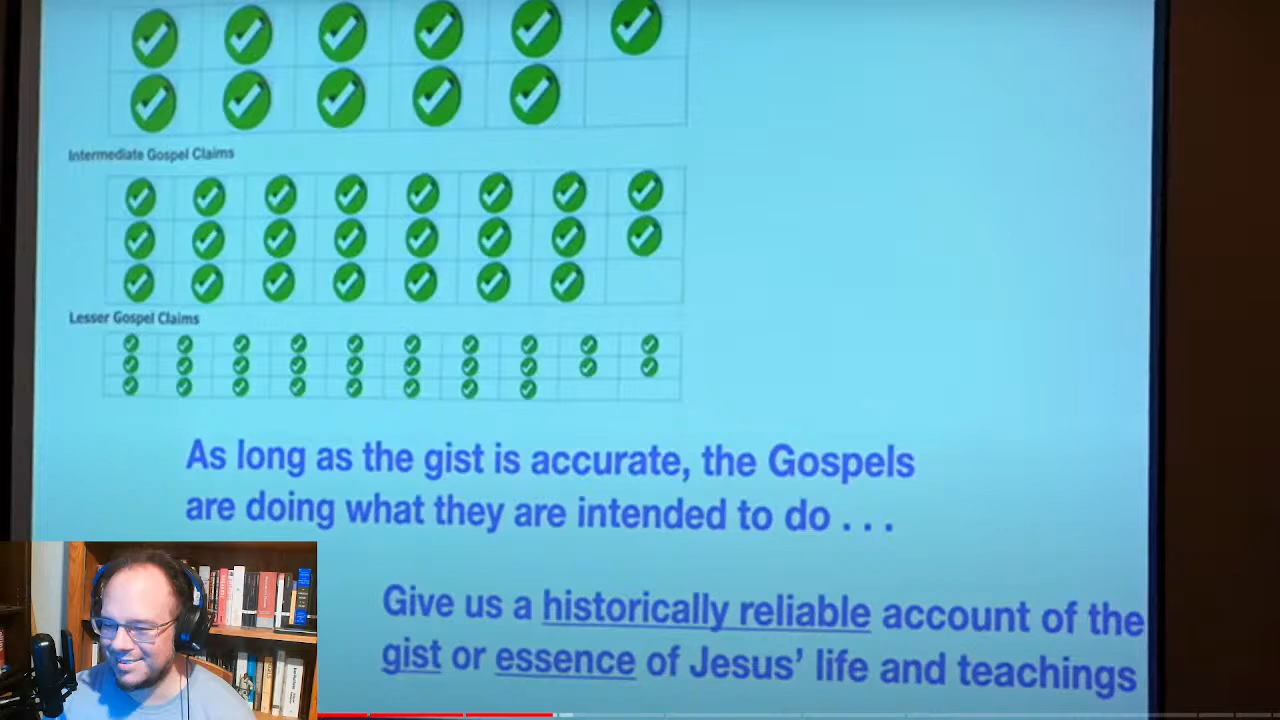 Intermediate Gospel Claims
Lesser Gospel Claims
As long as the gist is accurate, the Gospels
are doing what they are intended to do . . .
Give us a historically reliable account of the
gist or essence of Jesus' life and teachings